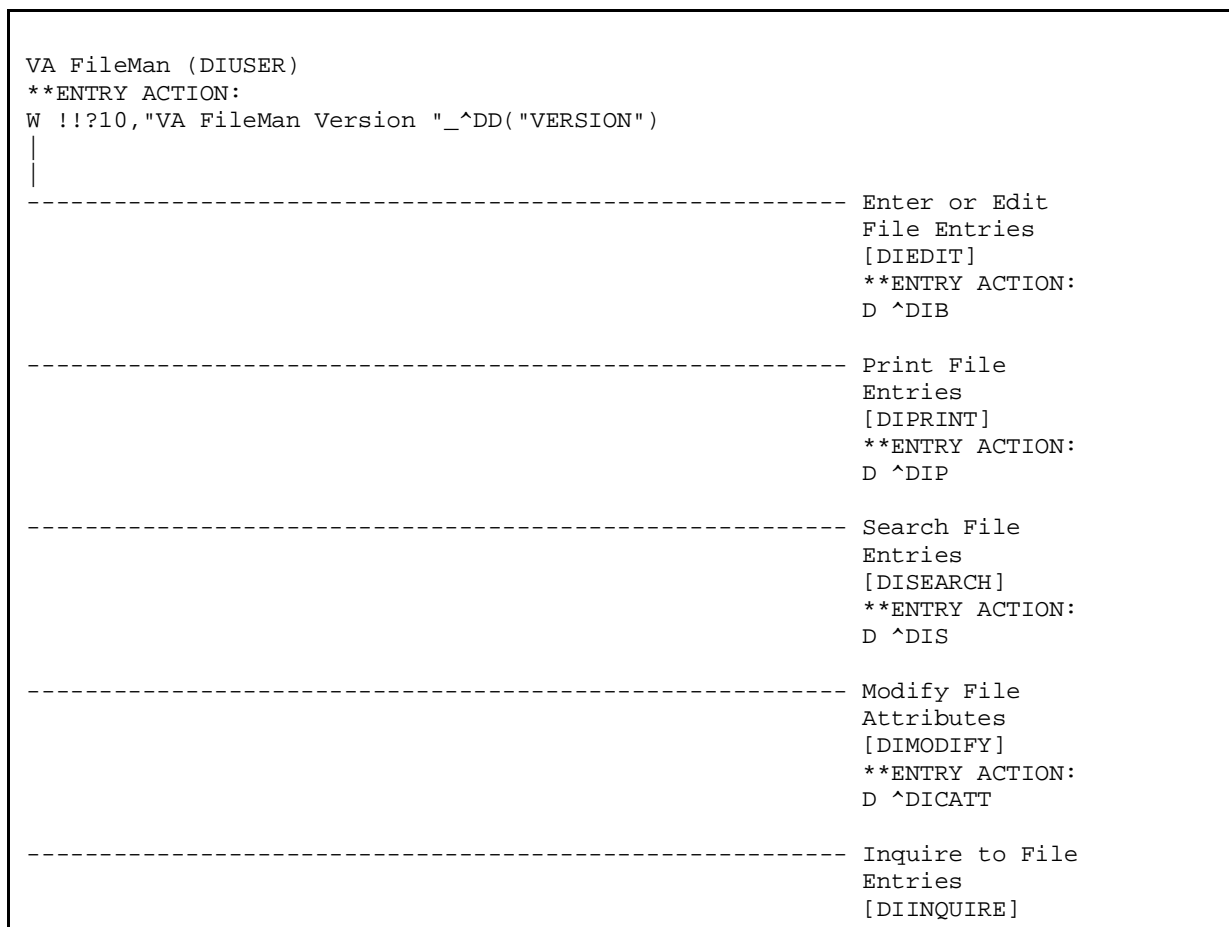 VA FileMan (DIUSER)
**ENTRY ACTION:
W !!?10,"VA FileMan Version "_^DD("VERSION")
|
|
--------------------------------------------------------- Enter or Edit
File Entries
[DIEDIT]
**ENTRY ACTION:
D ^DIB
--------------------------------------------------------- Print File
Entries
[DIPRINT]
**ENTRY ACTION:
D ^DIP
--------------------------------------------------------- Search File
Entries
[DISEARCH]
**ENTRY ACTION:
D ^DIS
--------------------------------------------------------- Modify File
Attributes
[DIMODIFY]
**ENTRY ACTION:
D ^DICATT
--------------------------------------------------------- Inquire to File
Entries
[DIINQUIRE]